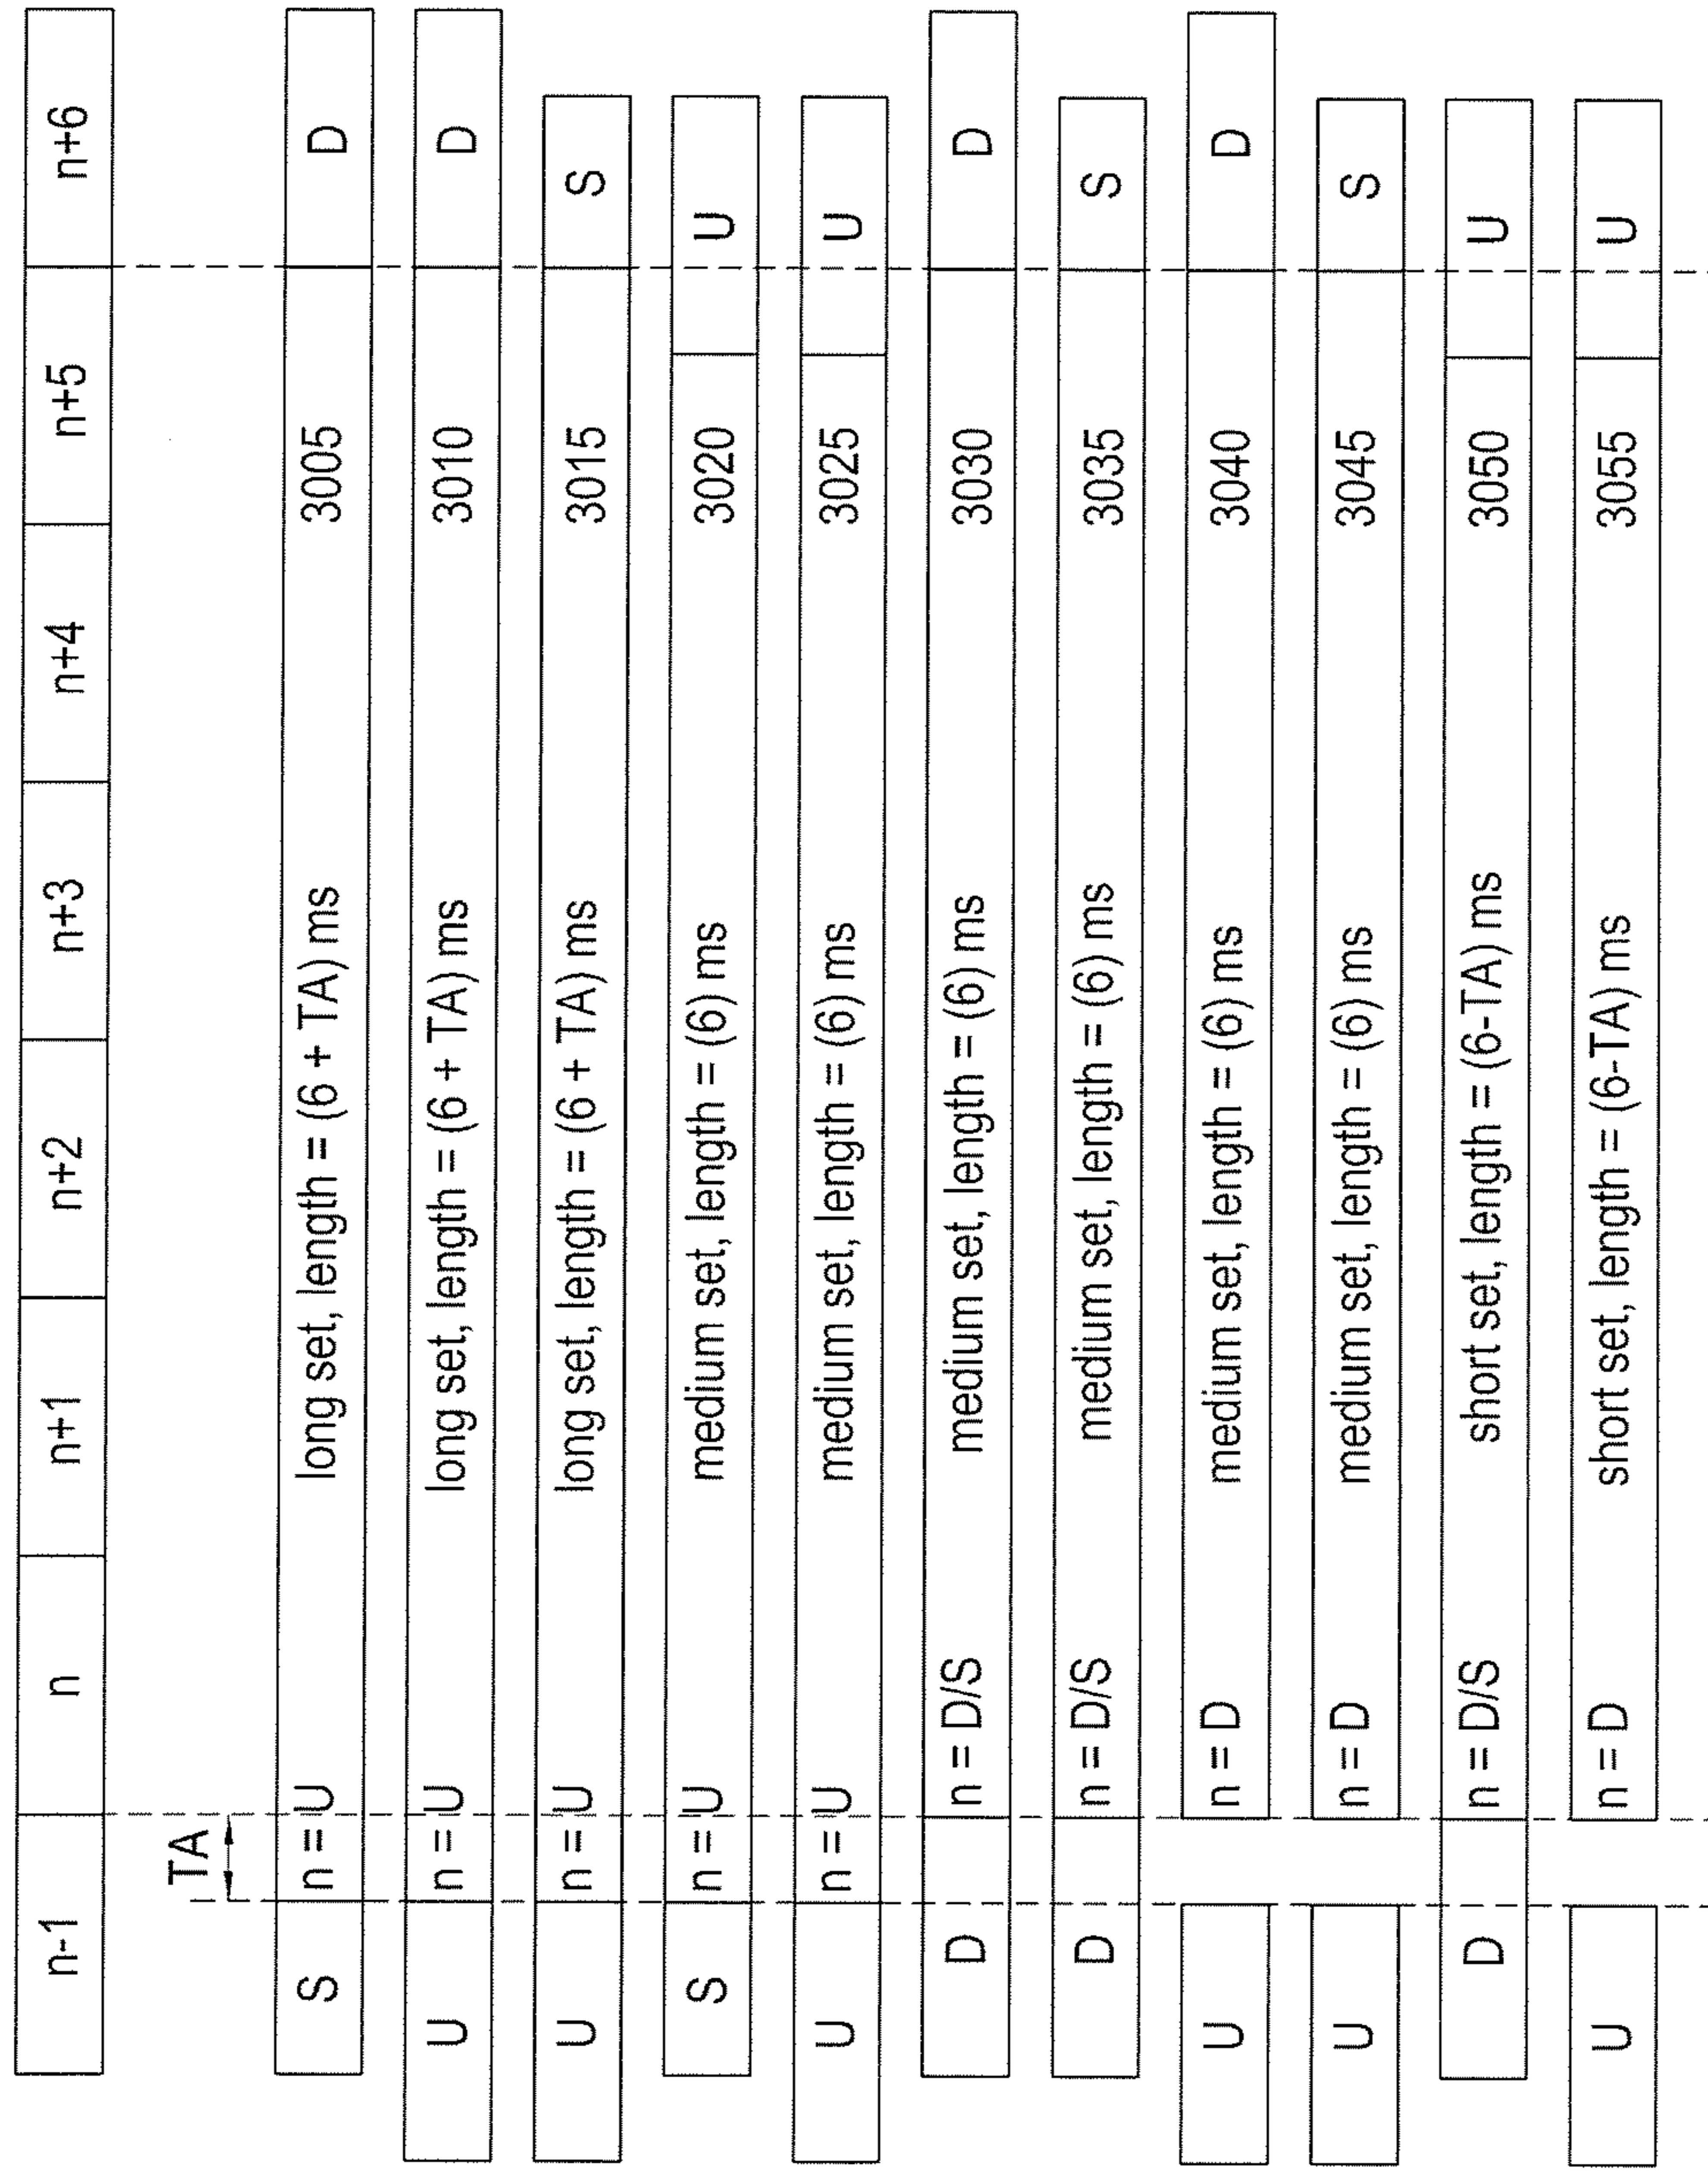 n-1 n n+1 n+2 n+3 n+4 n+5 n+6
TA
S n = U long set, length = (6 + TA) ms 3005 D
U n = U long set, length = (6 + TA) ms 3010 D
U n = U long set, length = (6 + TA) ms 3015 S
S n = U medium set, length = (6) ms 3020 U
U n = U medium set, length = (6) ms 3025 U
D n = D/S medium set, length = (6) ms 3030 D
D n = D/S medium set, length = (6) ms 3035 S
U n = D medium set, length = (6) ms 3040 D
U n = D medium set, length = (6) ms 3045 S
D n = D/S short set, length = (6-TA) ms 3050 U
U n = D short set, length = (6-TA) ms 3055 U